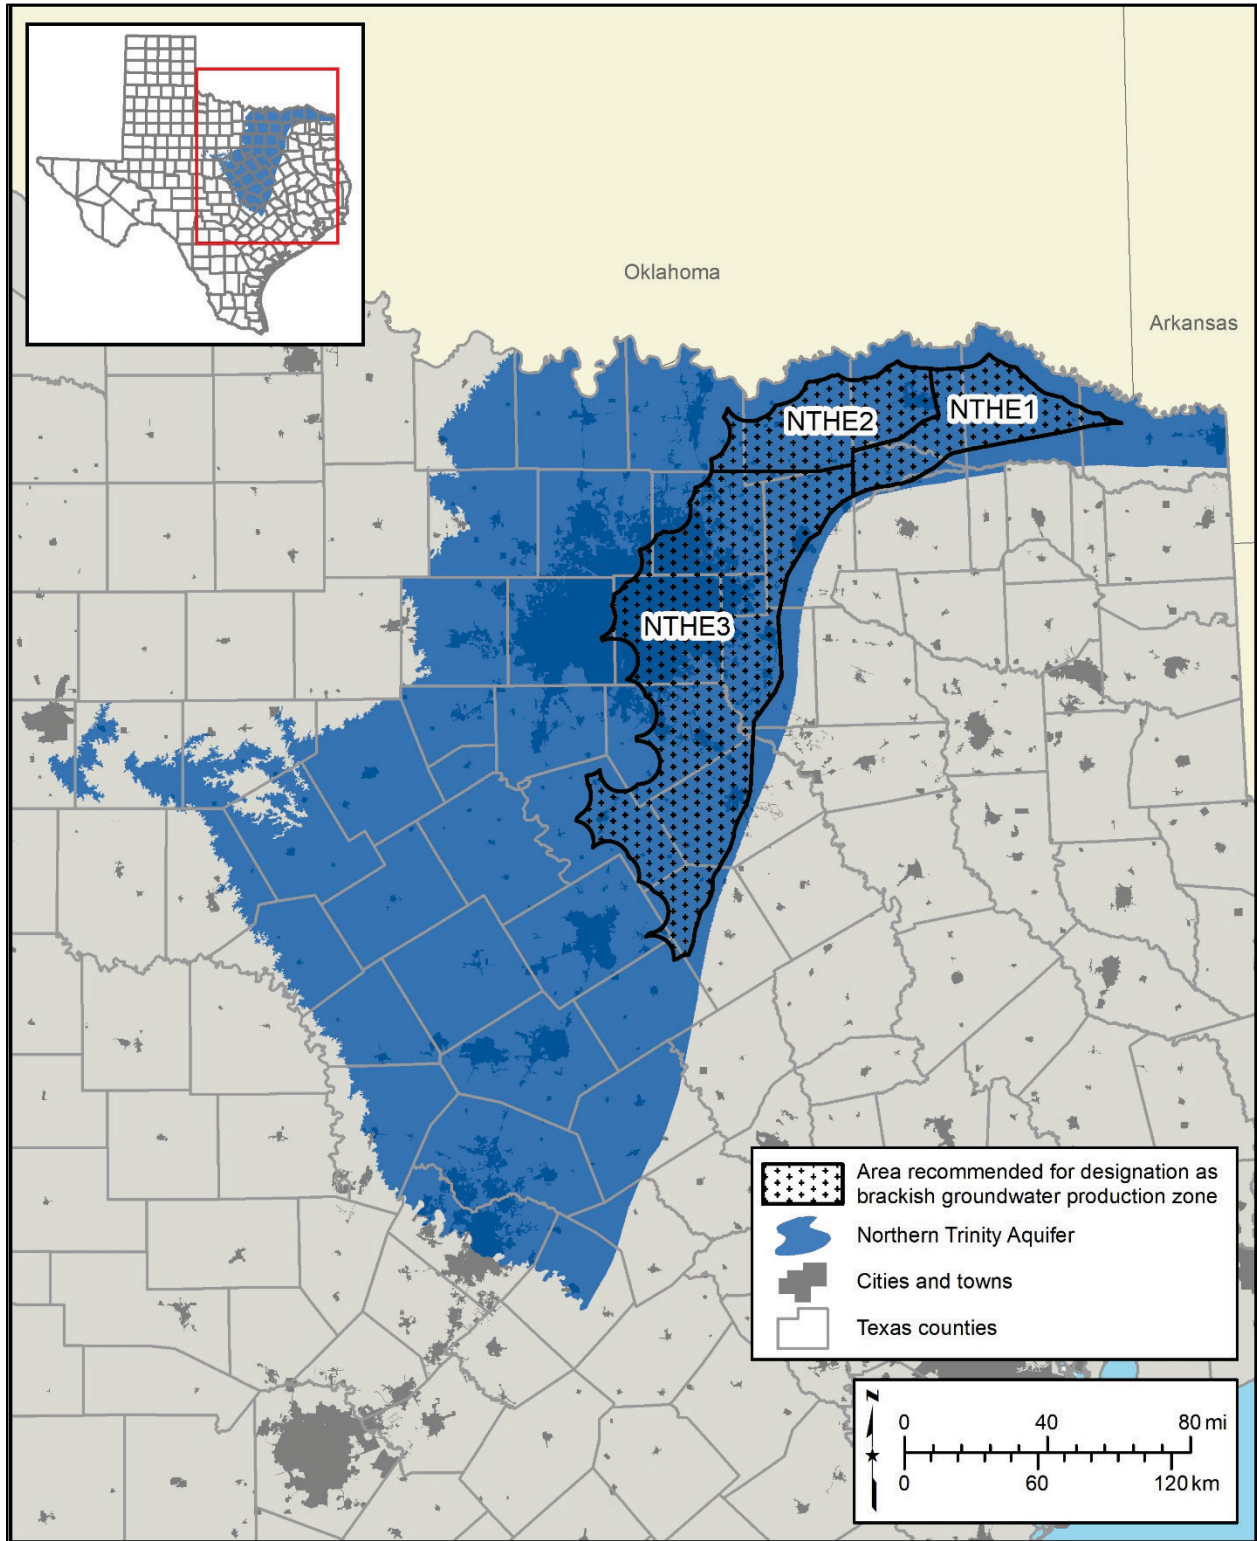 Oklahoma
Arkansas
NTHE2
NTHE1
NTHE3
Area recommended for designation as
brackish groundwater production zone
Northern Trinity Aquifer
Cities and towns
Texas counties
N
0 40 80 mi
0 60 120 km